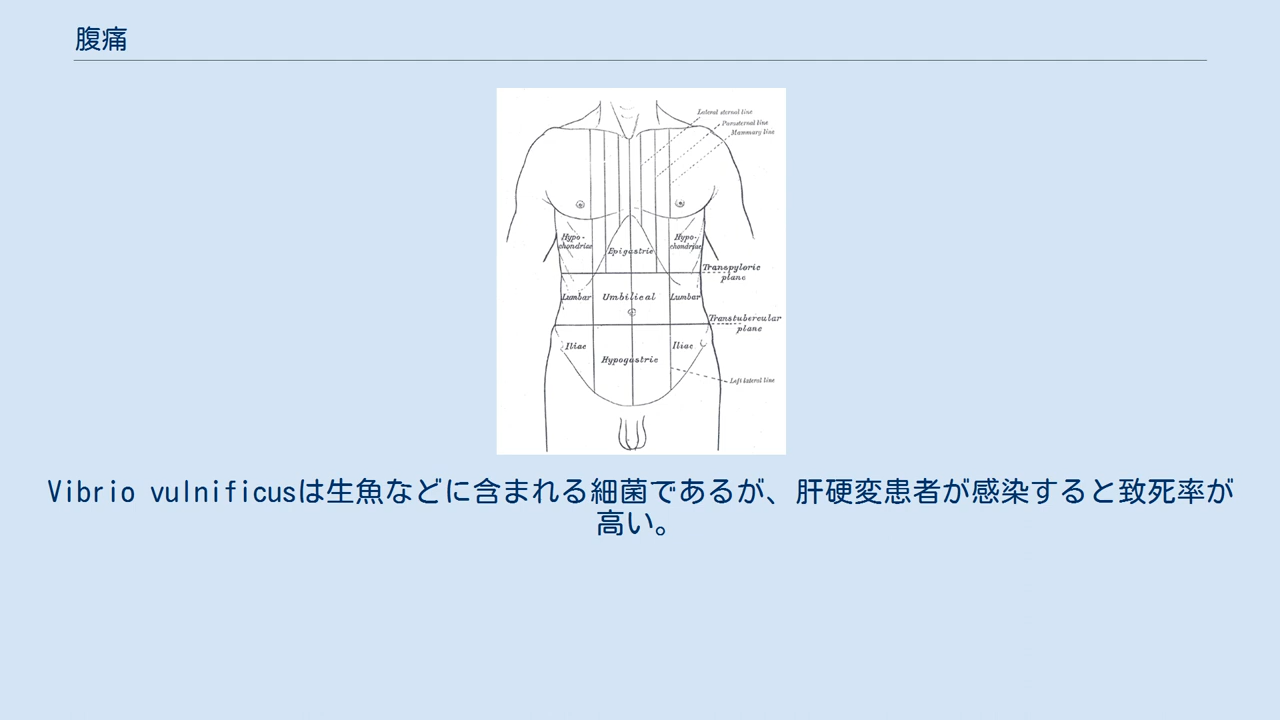 腹痛
Lateral sternal line
Parasternal line
Mammary line
Hypo-
chondriac
Epigastric
Hypo-
chondriac
Transpyloric
plane
Lumbar
Umbilical
Lumbar
Transtubercular
plane
Iliac
Hypogastric
Iliac
Left lateral line
Vibrio vulnificusは生魚などに含まれる細菌であるが、肝硬変患者が感染すると致死率が
高い。